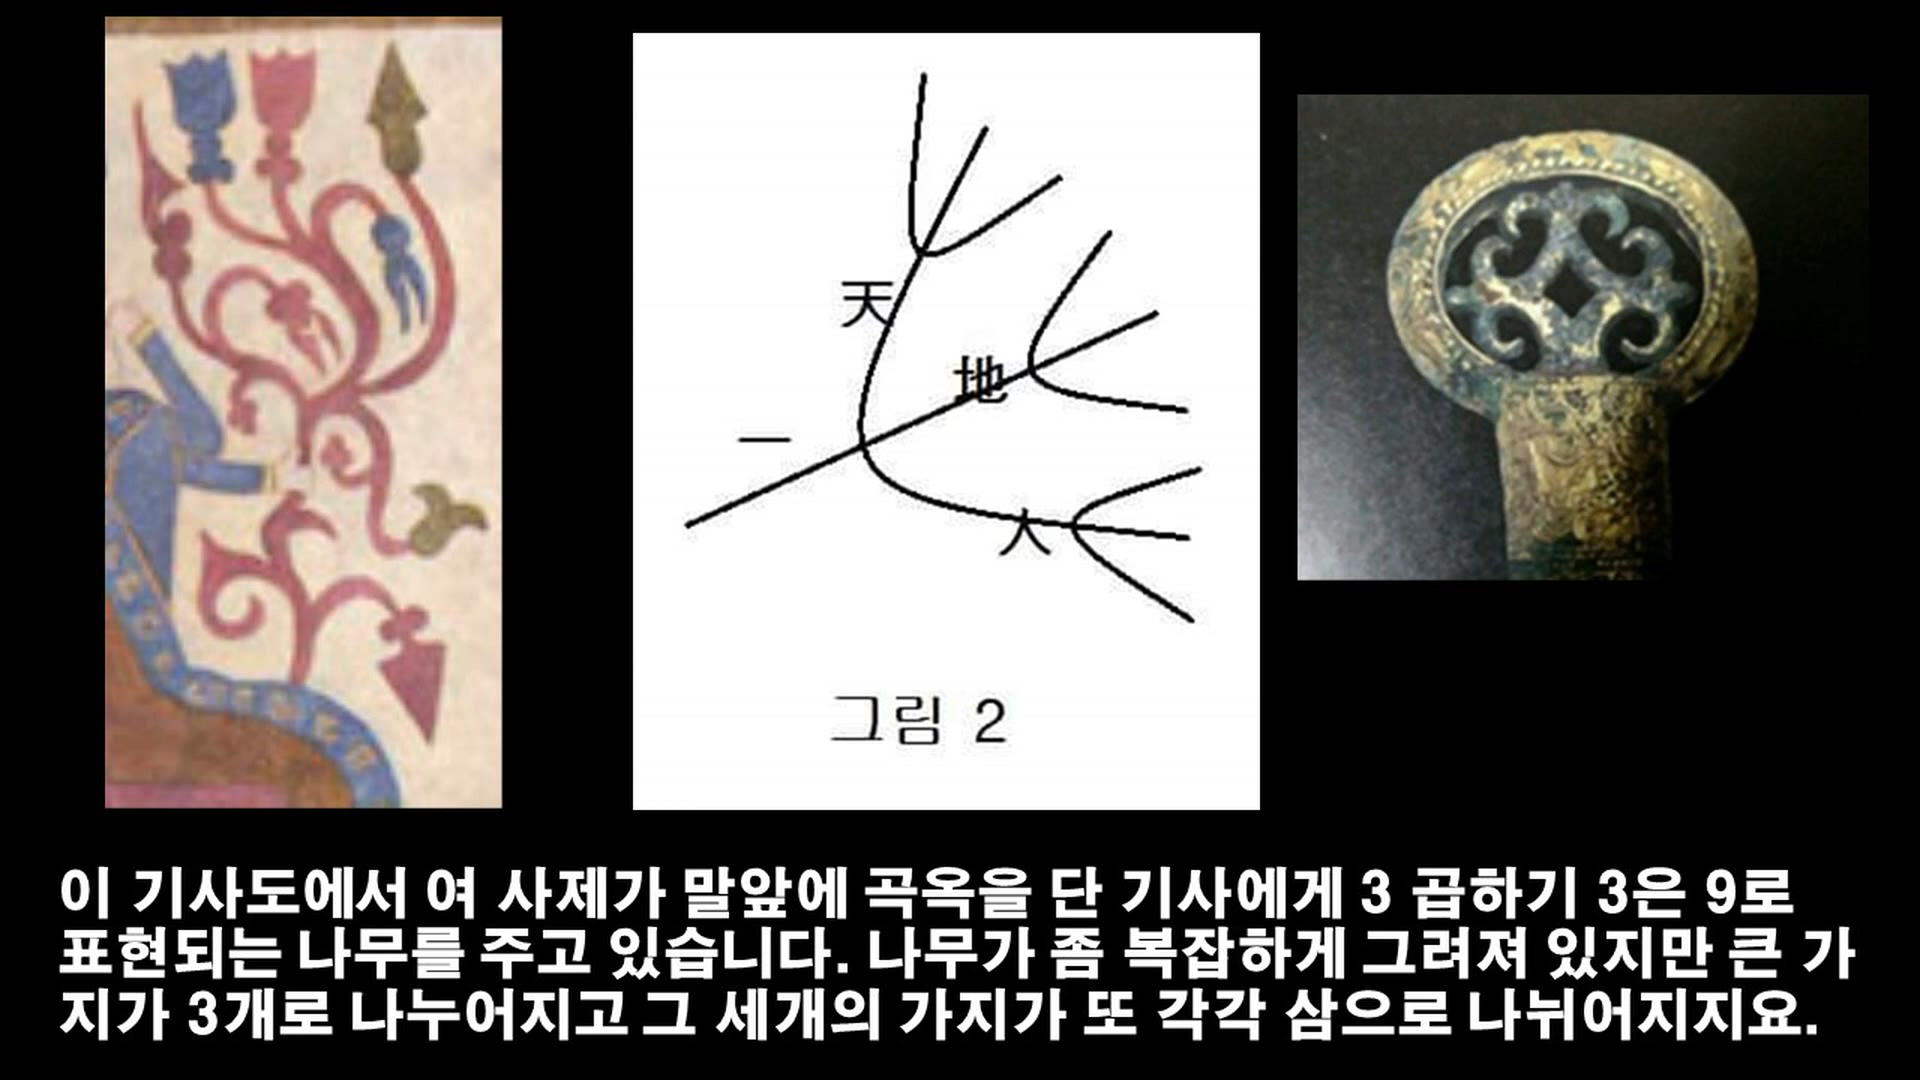 天
地
一
人
그림 2
이 기사도에서 여 사제가 말앞에 곡옥을 단 기사에게 3 곱하기 3은 9로
표현되는 나무를 주고 있습니다. 나무가 좀 복잡하게 그려져 있지만 큰 가
지가 3개로 나누어지고 그 세개의 가지가 또 각각 삼으로 나뉘어지지요.